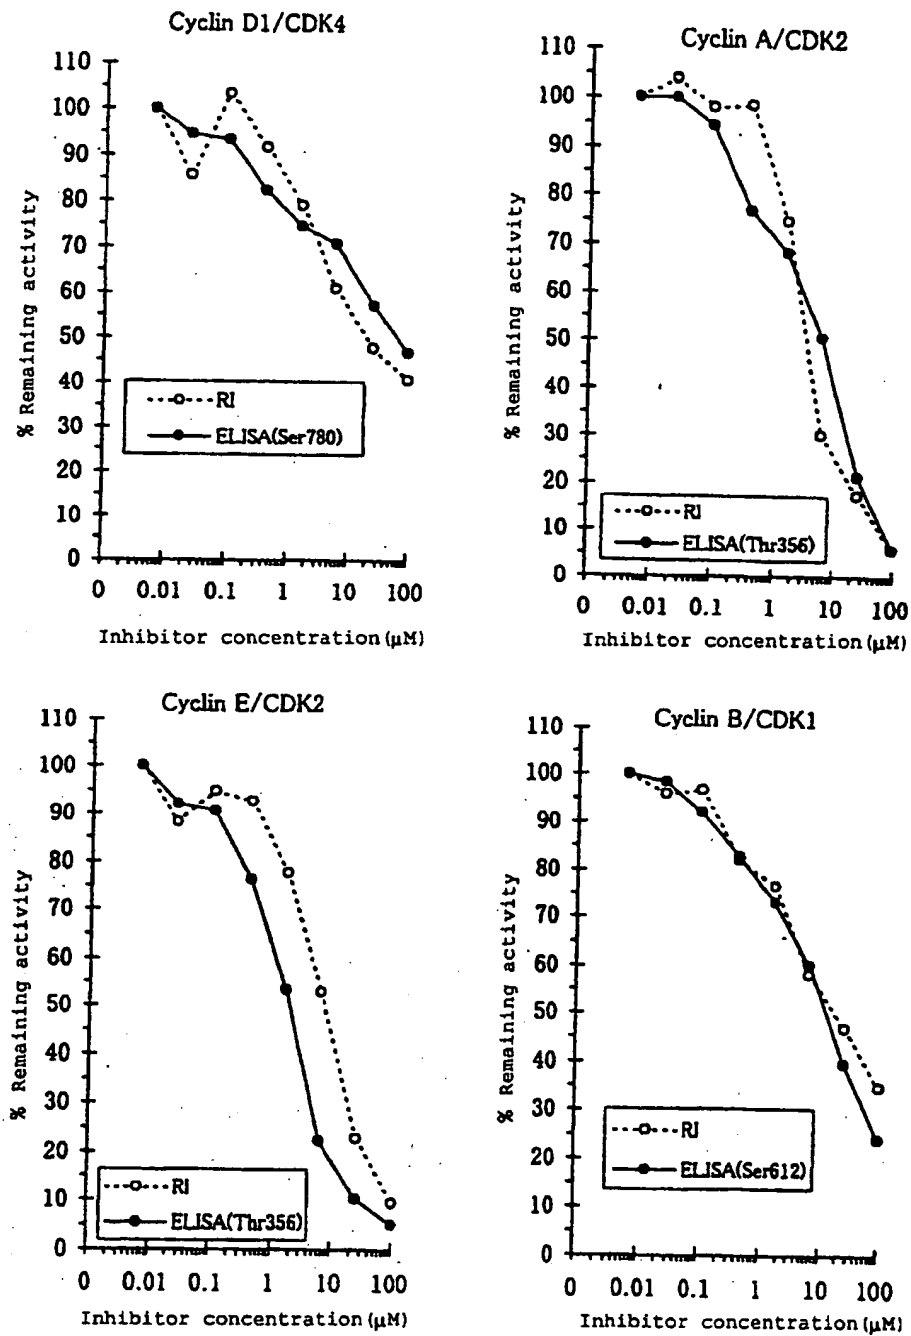 Cyclin D1/CDK4
110
100
90
80
70
60
50
40
30
20
10
0
% Remaining activity
RI
ELISA(Ser780)
0 0.01 0.1 1 10 100
Inhibitor concentration(μM)
Cyclin A/CDK2
110
100
90
80
70
60
50
40
30
20
10
0
% Remaining activity
RI
ELISA(Thr356)
0 0.01 0.1 1 10 100
Inhibitor concentration(μM)
Cyclin E/CDK2
110
100
90
80
70
60
50
40
30
20
10
0
% Remaining activity
RI
ELISA(Thr356)
0 0.01 0.1 1 10 100
Inhibitor concentration(μM)
Cyclin B/CDK1
110
100
90
80
70
60
50
40
30
20
10
0
% Remaining activity
RI
ELISA(Ser612)
0 0.01 0.1 1 10 100
Inhibitor concentration(μM)